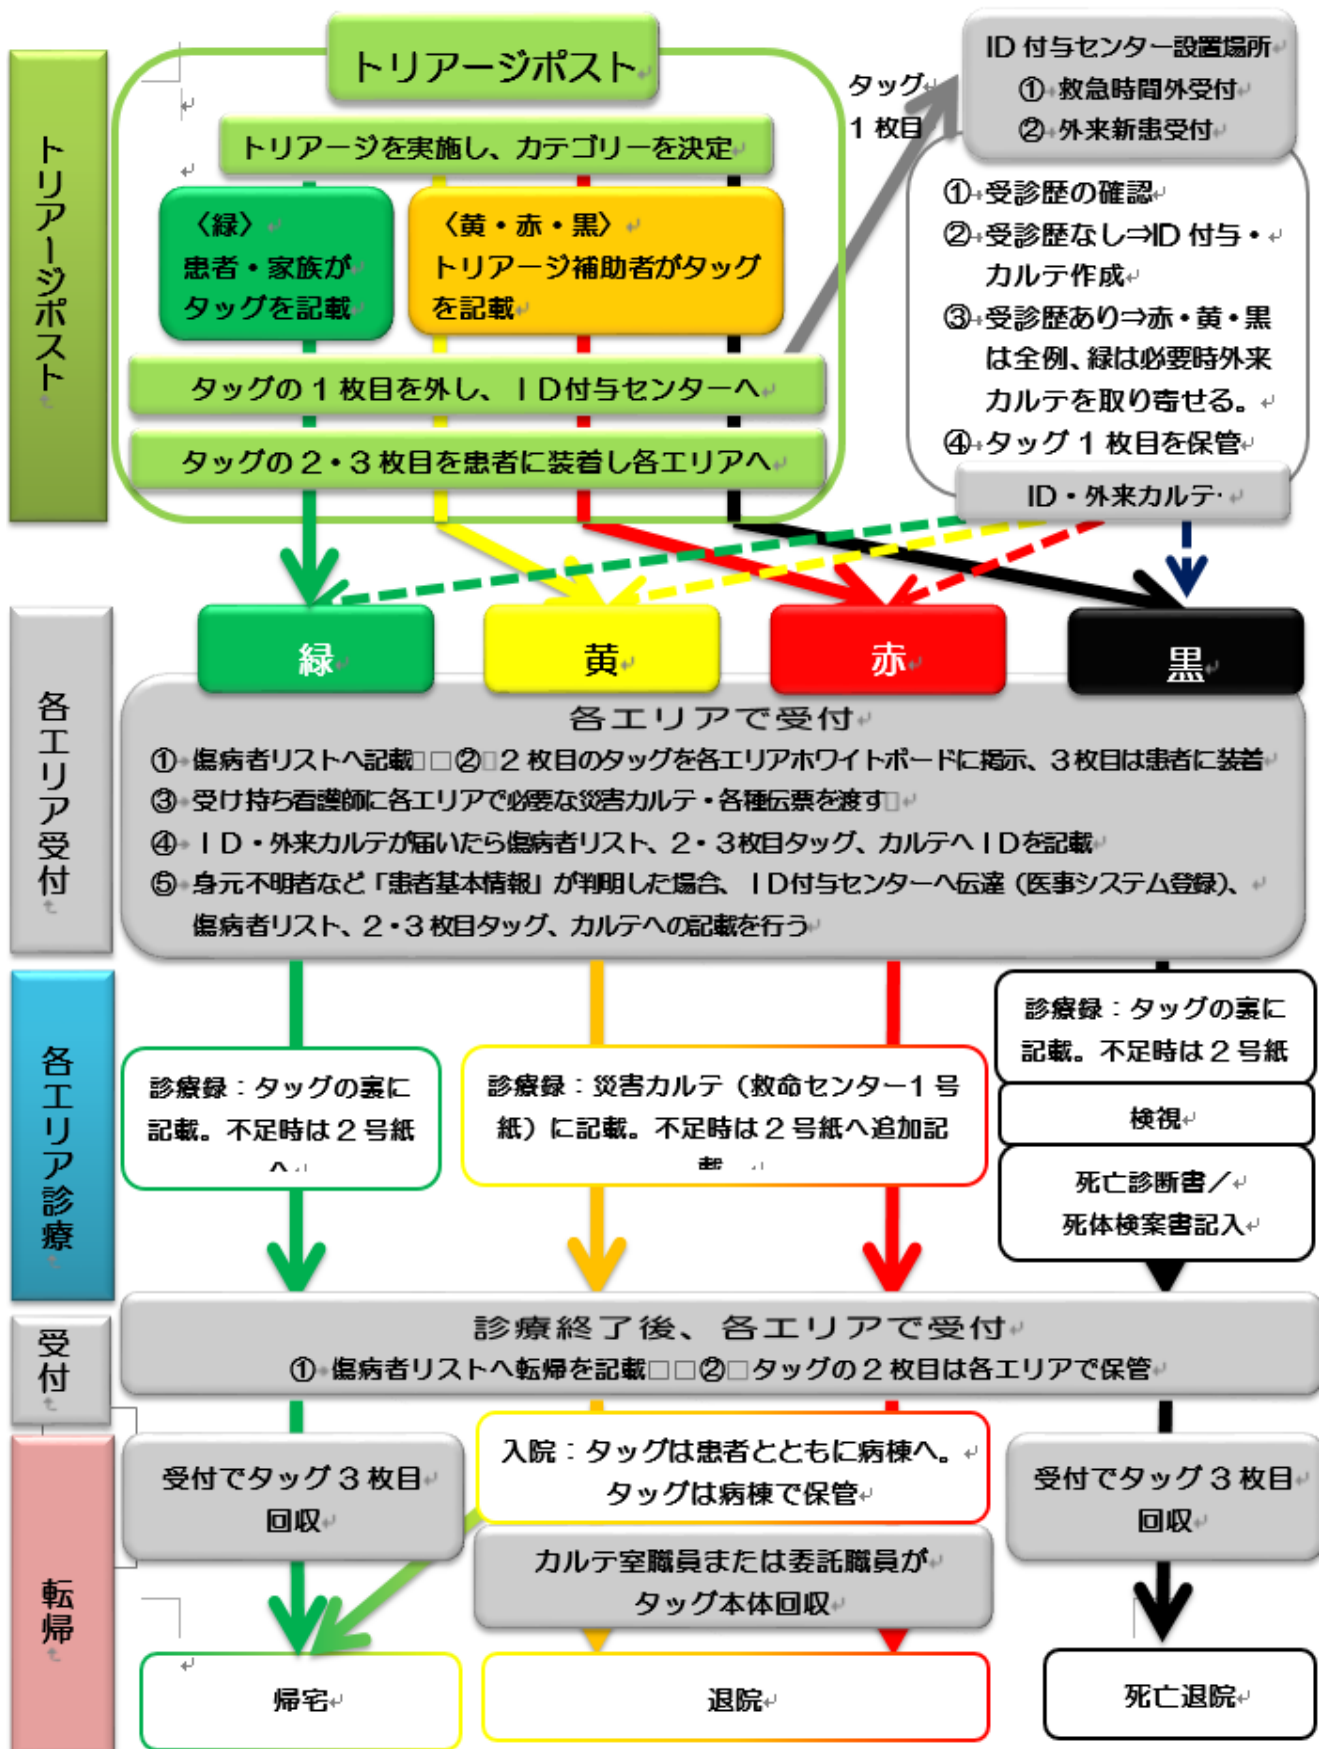 トリアージポスト
トリアージポスト
トリアージを実施し、カテゴリーを決定
〈緑〉
患者・家族が
タッグを記載
〈黄・赤・黒〉
トリアージ補助者がタッグ
を記載
タッグの1枚目を外し、ID付与センターへ
タッグの2・3枚目を患者に装着し各エリアへ
タッグ
1枚目
ID付与センター設置場所
① 救急時間外受付
② 外来新患受付
① 受診歴の確認
② 受診歴なし⇒ID付与・
カルテ作成
③ 受診歴あり⇒赤・黄・黒
は全例、緑は必要時外来
カルテを取り寄せる。
④ タッグ1枚目を保管
ID・外来カルテ
各エリア受付
緑
黄
赤
黒
各エリアで受付
① 傷病者リストへ記載□□②□2枚目のタッグを各エリアホワイトボードに掲示、3枚目は患者に装着
③ 受け持ち看護師に各エリアで必要な災害カルテ・各種伝票を渡す□
④ ID・外来カルテが届いたら傷病者リスト、2・3枚目タッグ、カルテへIDを記載
⑤ 身元不明者など「患者基本情報」が判明した場合、ID付与センターへ伝達（医事システム登録）、
傷病者リスト、2・3枚目タッグ、カルテへの記載を行う
各エリア診療
診療録：タッグの裏に
記載。不足時は2号紙
へ
診療録：災害カルテ（救命センター1号
紙）に記載。不足時は2号紙へ追加記
載。
診療録：タッグの裏に
記載。不足時は2号紙
検視
死亡診断書／
死体検案書記入
受付
診療終了後、各エリアで受付
① 傷病者リストへ転帰を記載□□②□タッグの2枚目は各エリアで保管
転帰
受付でタッグ3枚目
回収
入院：タッグは患者とともに病棟へ。
タッグは病棟で保管
カルテ室職員または委託職員が
タッグ本体回収
受付でタッグ3枚目
回収
帰宅
退院
死亡退院